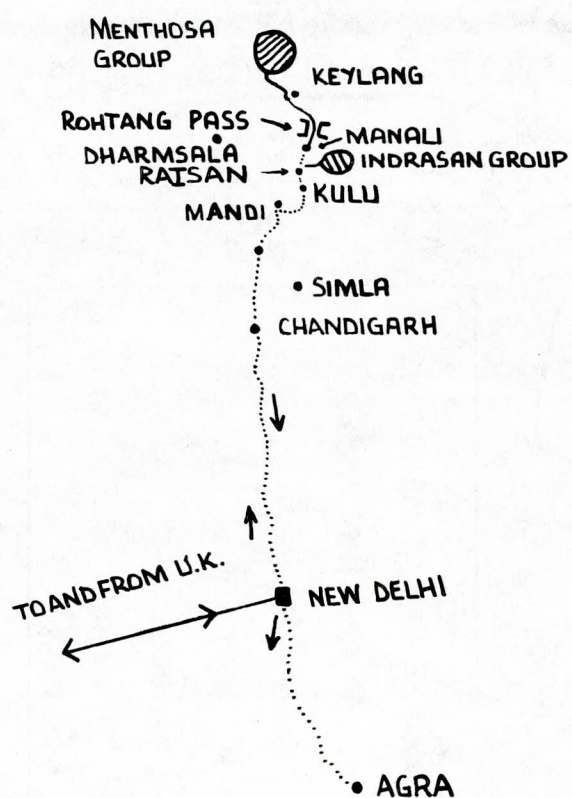 MENTHOSA
GROUP
KEYLANG
ROHTANG PASS
MANALI
DHARMSALA
INDRASAN GROUP
RAISAN
KULU
MANDI
SIMLA
CHANDIGARH
TO AND FROM U.K.
NEW DELHI
AGRA